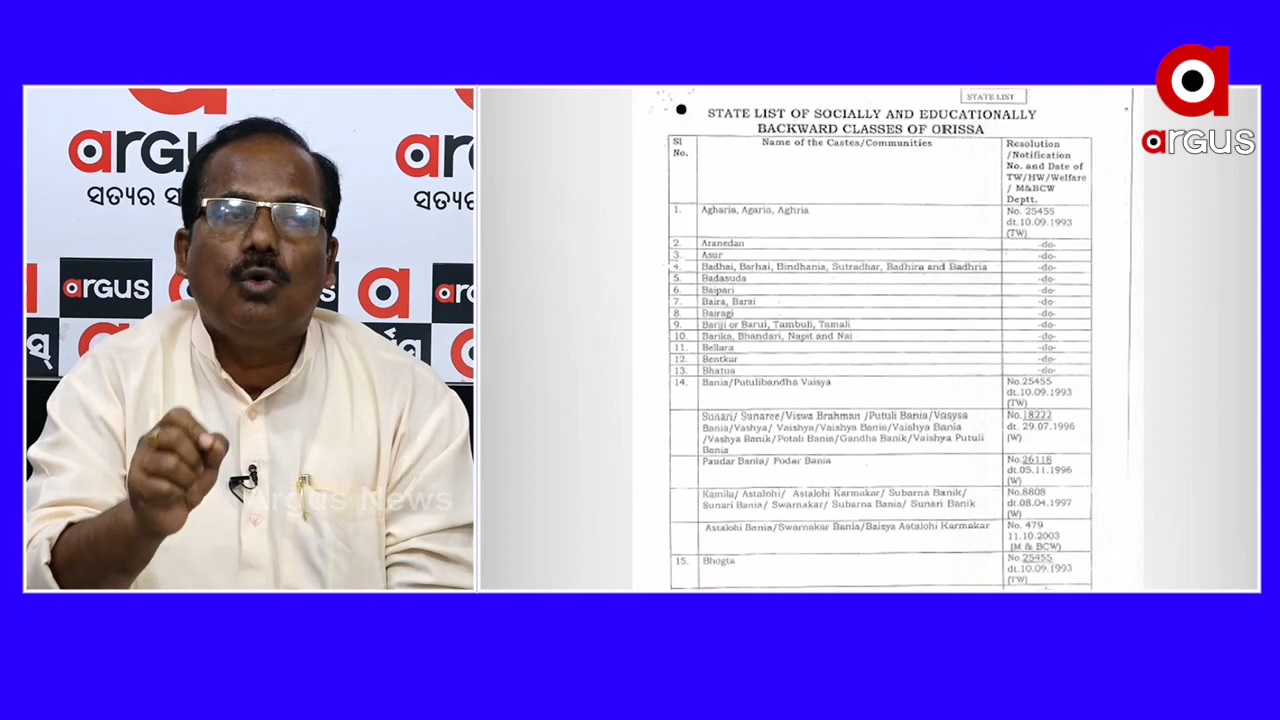 argus
argus
ସତ୍ୟର ସ
ସତ୍ୟର
argus
Argus News
argus
STATE LIST
STATE LIST OF SOCIALLY AND EDUCATIONALLY
BACKWARD CLASSES OF ORISSA
Sl No. Name of the Castes/Communities Resolution /Notification No. and Date of TW/HW/Welfare / M&BCW Deptt.
1. Agharia, Agaria, Aghria No. 25455 dt.10.09.1993 (TW)
2. Aranedan -do-
3. Asur -do-
4. Badhai, Barhai, Bindhania, Sutradhar, Badhira and Badhria -do-
5. Badasuda -do-
6. Baipari -do-
7. Baira, Barai -do-
8. Bairagi -do-
9. Bariji or Barui, Tambuli, Tamali -do-
10. Barika, Bhandari, Napit and Nai -do-
11. Bellara -do-
12. Bentkar -do-
13. Bhatua -do-
14. Bania/Putulibandha Vaisya No.25455 dt.10.09.1993 (TW)
Sunari/ Sunaree/Viswa Brahman /Putuli Bania/Vasysa No.18222
Bania/Vashya/ Vaishya/Vaishya Bania/Vaishya Bania dt. 29.07.1996
/Vashya Banik/Potali Bania/Gandha Banik/Vaishya Putuli (W)
Bania
Paudar Bania/ Podar Bania No.26118 dt.05.11.1996 (W)
Kamila/ Astalohi/ Astalohi Karmakar/ Subarna Banik/ No.8808
Sunari Bania/ Swarnakar/ Subarna Bania/ Sunari Banik dt.08.04.1997 (W)
Astalohi Bania/Swarnakar Bania/Baisya Astalohi Karmakar No. 479 11.10.2003 (M & BCW)
15. Bhogta No.25455 dt.10.09.1993 (TW)